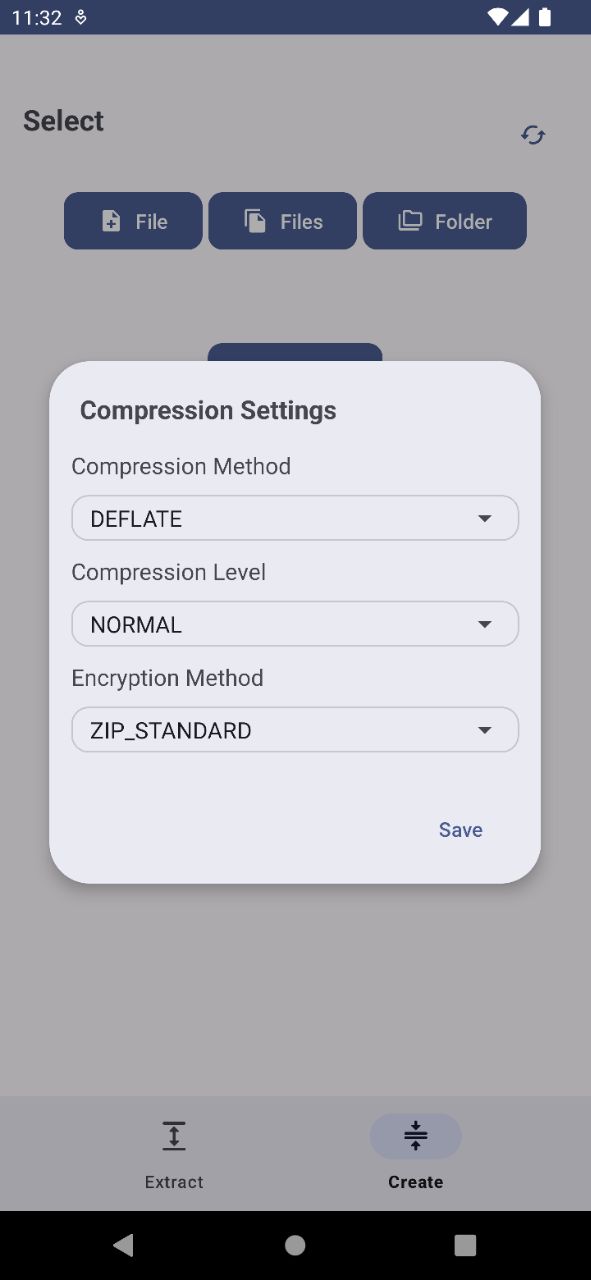 11:32
Select
File
Files
Folder
Compression Settings
Compression Method
DEFLATE
Compression Level
NORMAL
Encryption Method
ZIP_STANDARD
Save
Extract
Create